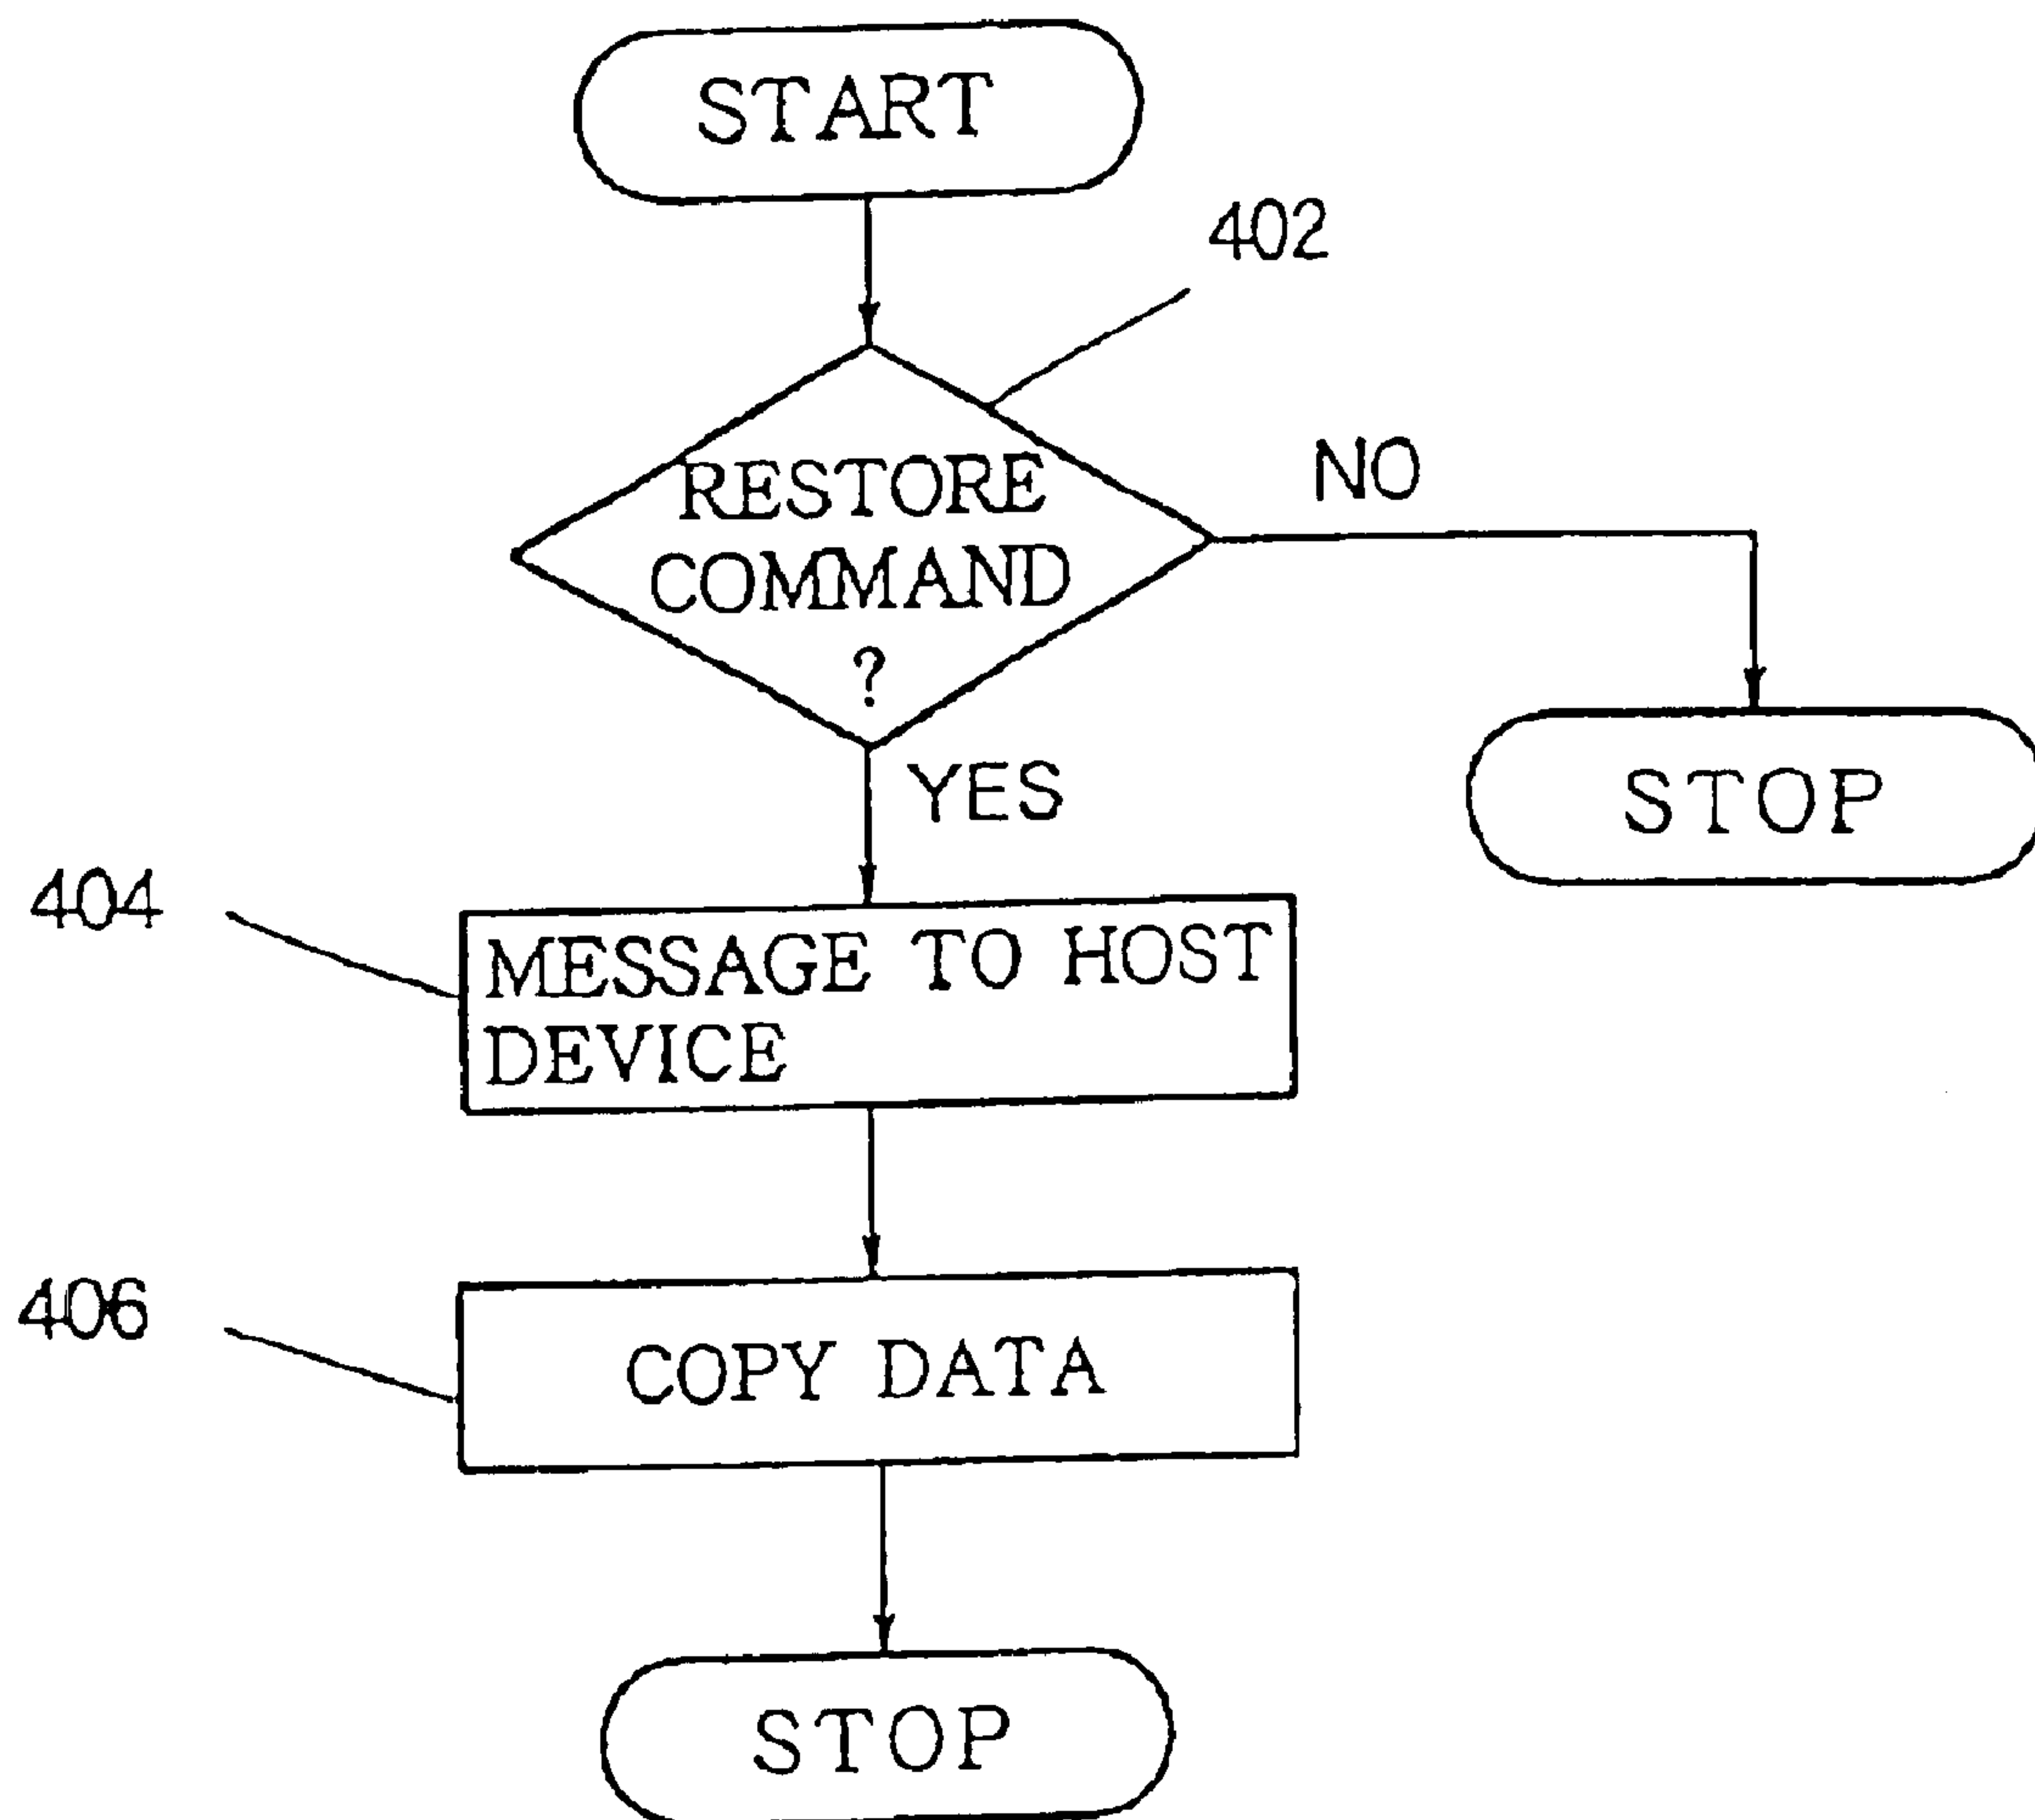 START
402
RESTORE
COMMAND
?
NO
YES
STOP
404
MESSAGE TO HOST
DEVICE
406
COPY DATA
STOP